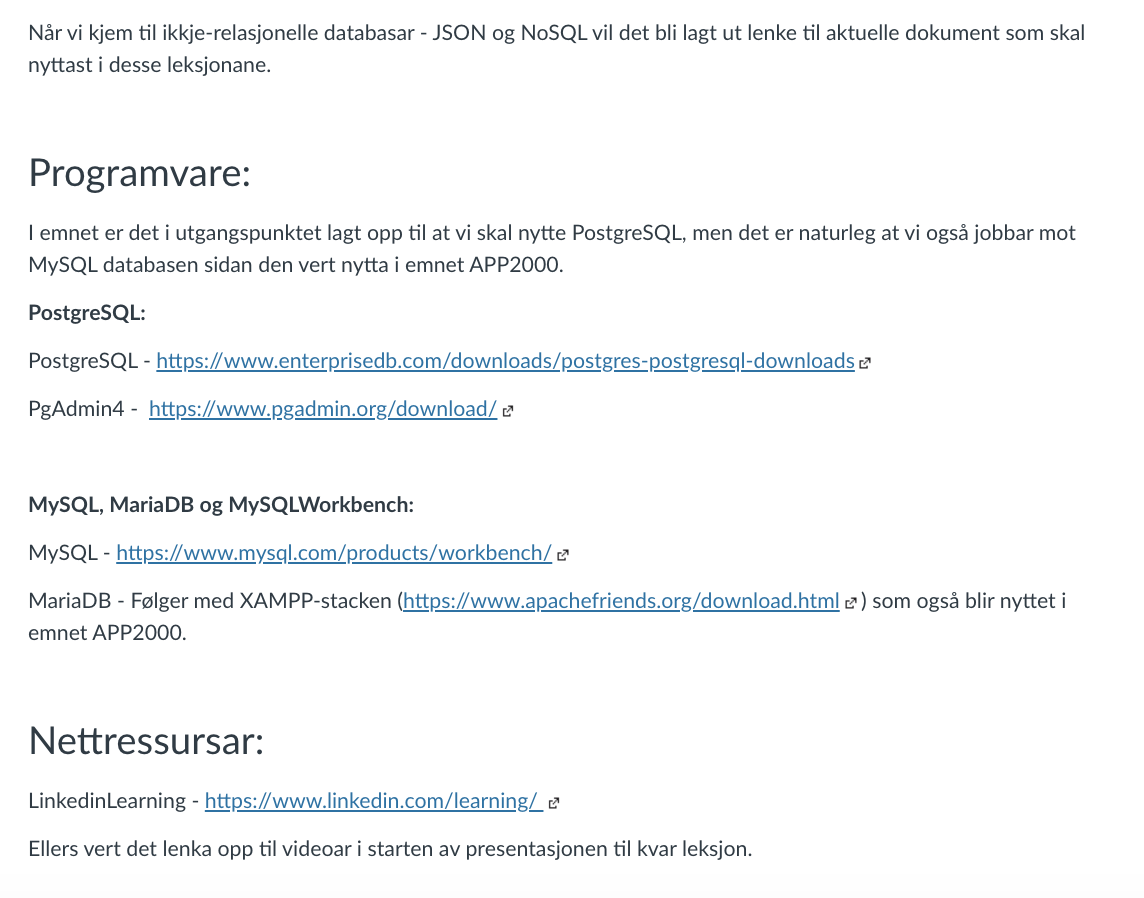 Når vi kjem til ikkje-relasjonelle databasar - JSON og NoSQL vil det bli lagt ut lenke til aktuelle dokument som skal
nyttast i desse leksjonane.
Programvare:
I emnet er det i utgangspunktet lagt opp til at vi skal nytte PostgreSQL, men det er naturleg at vi også jobbar mot
MySQL databasen sidan den vert nytta i emnet APP2000.
PostgreSQL:
PostgreSQL - https://www.enterprisedb.com/downloads/postgres-postgresql-downloads
PgAdmin4 - https://www.pgadmin.org/download/
MySQL, MariaDB og MySQLWorkbench:
MySQL - https://www.mysql.com/products/workbench/
MariaDB - Følger med XAMPP-stacken (https://www.apachefriends.org/download.html ) som også blir nyttet i
emnet APP2000.
Nettressursar:
LinkedinLearning - https://www.linkedin.com/learning/
Ellers vert det lenka opp til videoar i starten av presentasjonen til kvar leksjon.